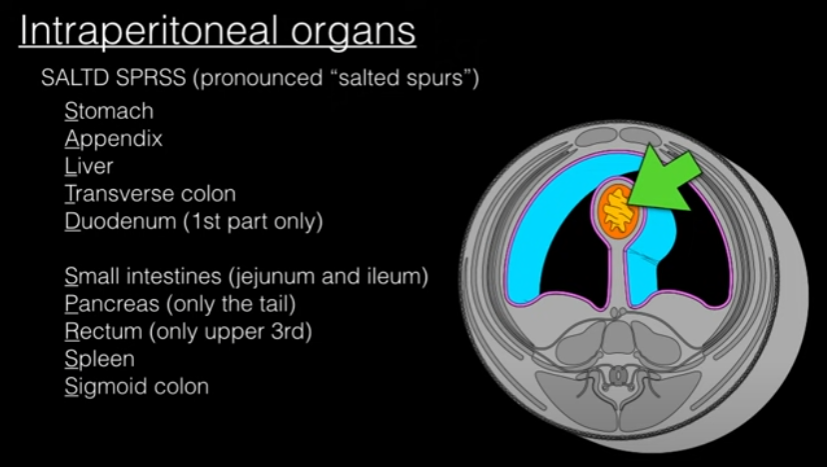 Intraperitoneal organs
SALTD SPRSS (pronounced “salted spurs”)
Stomach
Appendix
Liver
Transverse colon
Duodenum (1st part only)
Small intestines (jejunum and ileum)
Pancreas (only the tail)
Rectum (only upper 3rd)
Spleen
Sigmoid colon